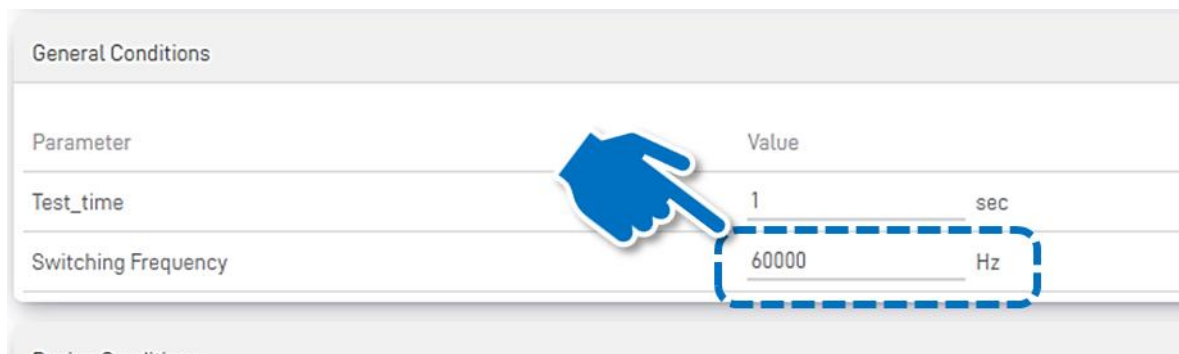 General Conditions
Parameter Value
Test_time 1 sec
Switching Frequency 60000 Hz